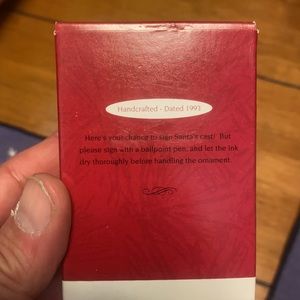 Handcrafted - Dated 1993
Here's your chance to sign Santa's cast! But
please sign with a ballpoint pen, and let the ink
dry thoroughly before handling the ornament.